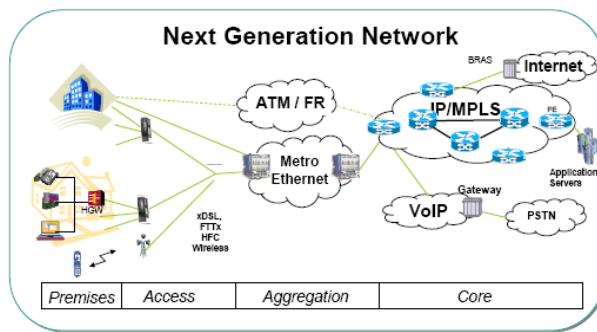 Next Generation Network
BRAS
Internet
ATM / FR
IP/MPLS
PE
Metro
Ethernet
Application
Servers
HGW
xDSL,
FTTx
HFC
Wireless
Gateway
VoIP
PSTN
Premises
Access
Aggregation
Core